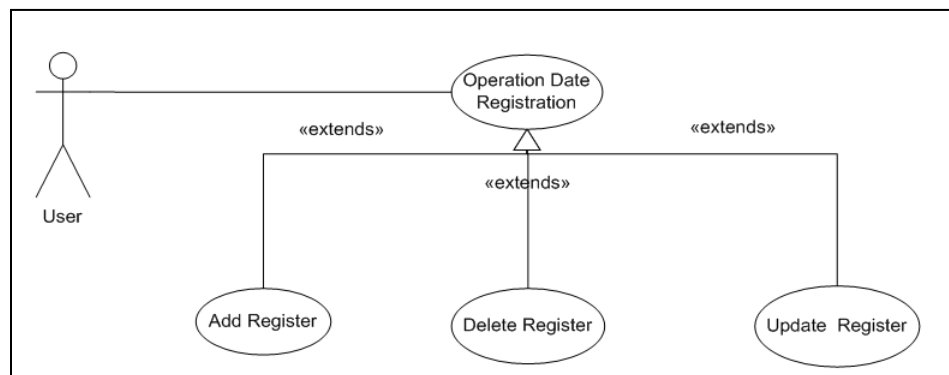 Operation Date
Registration
«extends»
«extends»
«extends»
User
Add Register
Delete Register
Update Register